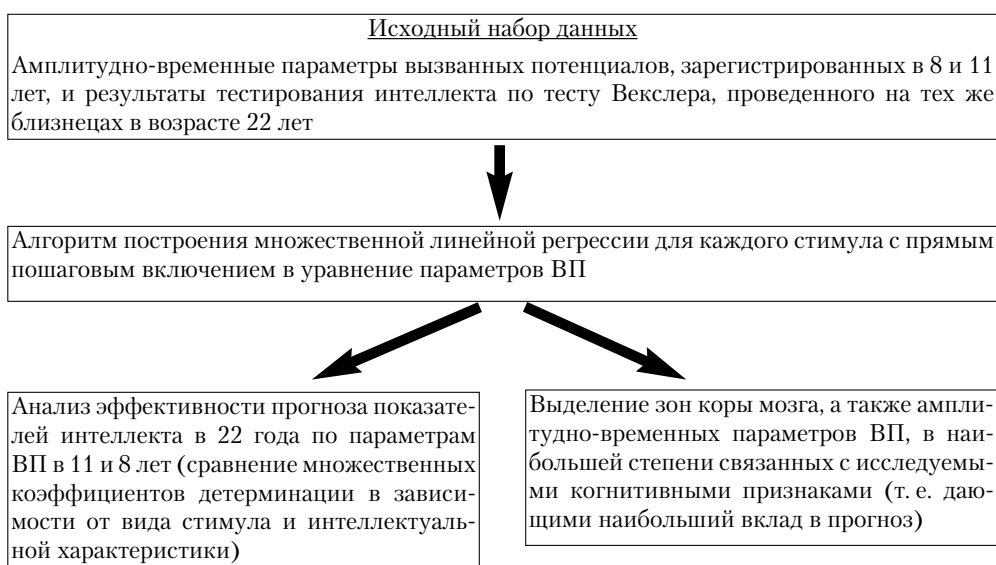 Исходный набор данных
Амплитудно-временные параметры вызванных потенциалов, зарегистрированных в 8 и 11
лет, и результаты тестирования интеллекта по тесту Векслера, проведенного на тех же
близнецах в возрасте 22 лет
Алгоритм построения множественной линейной регрессии для каждого стимула с прямым
пошаговым включением в уравнение параметров ВП
Анализ эффективности прогноза показате-
лей интеллекта в 22 года по параметрам
ВП в 11 и 8 лет (сравнение множественных
коэффициентов детерминации в зависи-
мости от вида стимула и интеллектуаль-
ной характеристики)
Выделение зон коры мозга, а также ампли-
тудно-временных параметров ВП, в наи-
большей степени связанных с исследуемы-
ми когнитивными признаками (т. е. даю-
щими наибольший вклад в прогноз)